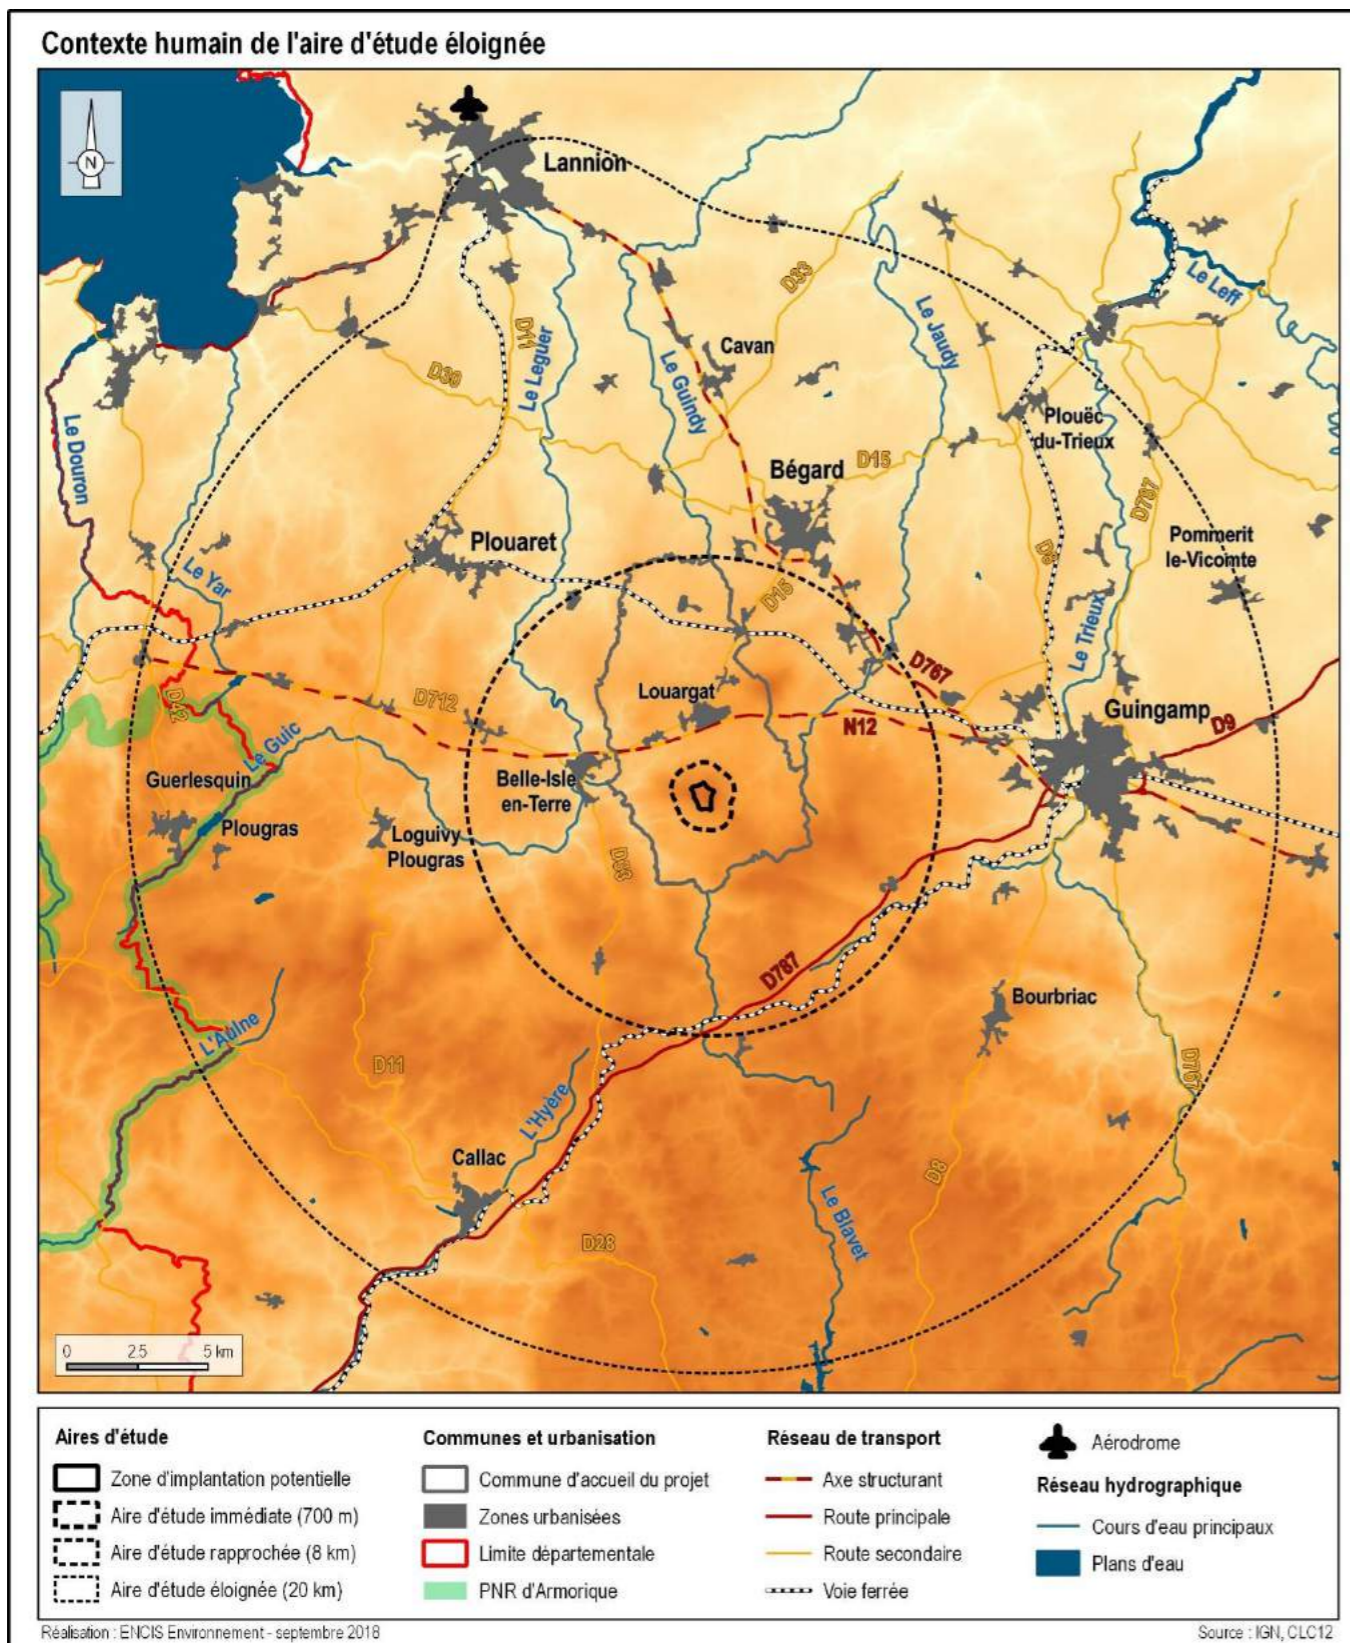 Contexte humain de l'aire d'étude éloignée
N
Lannion
Le Leff
D33
Le Jaudy
D11
Le Leguer
Cavan
Le Guindy
D30
Plouëc
du-Trieux
Le Douron
Bégard
D15
D787
Plouaret
Pommerit
le-Vicomte
D8
Le Yar
D15
Le Trieux
D767
Louargat
D42
D712
Guingamp
N12
D9
Le Guic
Guerlesquin
Belle-Isle
en-Terre
Plougras
Loguivy
Plougras
D33
D787
Bourbriac
L'Aulne
D11
D767
L'Hyère
Callac
D8
Le Blavet
D28
0 2.5 5 km
Aires d'étude
Zone d'implantation potentielle
Aire d'étude immédiate (700 m)
Aire d'étude rapprochée (8 km)
Aire d'étude éloignée (20 km)
Communes et urbanisation
Commune d'accueil du projet
Zones urbanisées
Limite départementale
PNR d'Armorique
Réseau de transport
Axe structurant
Route principale
Route secondaire
Voie ferrée
Aérodrome
Réseau hydrographique
Cours d'eau principaux
Plans d'eau
Réalisation : ENCIS Environnement - septembre 2018
Source : IGN, CLC12